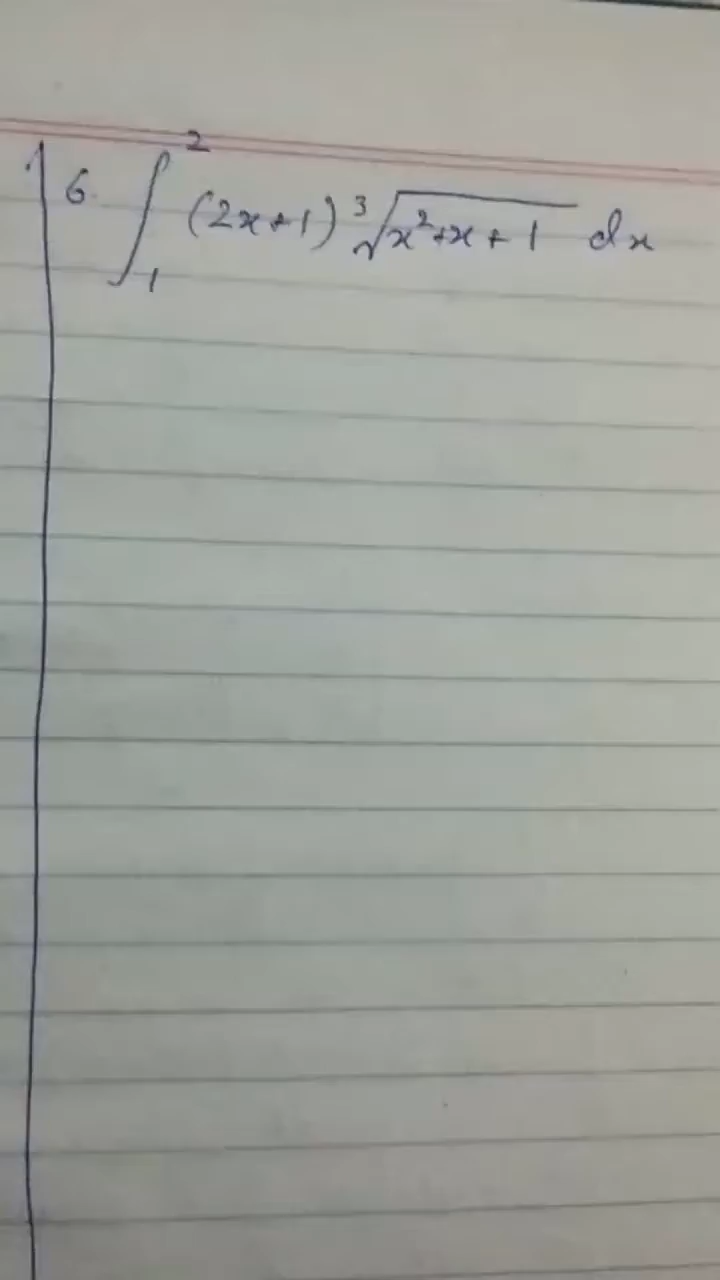 6. ∫₁² (2x+1) ∛(x²+x+1) dx